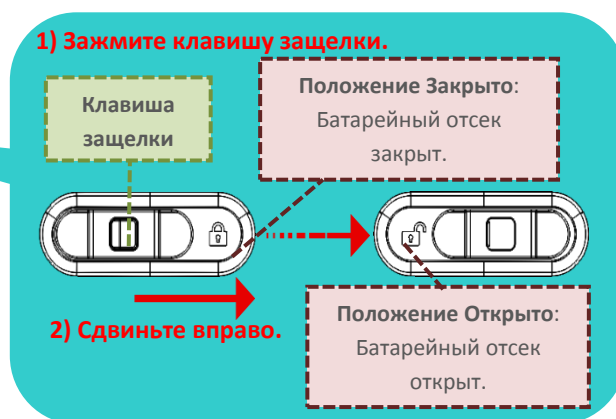 1) Зажмите клавишу защелки.
Клавиша
защелки
Положение Закрыто:
Батарейный отсек
закрыт.
2) Сдвиньте вправо.
Положение Открыто:
Батарейный отсек
открыт.